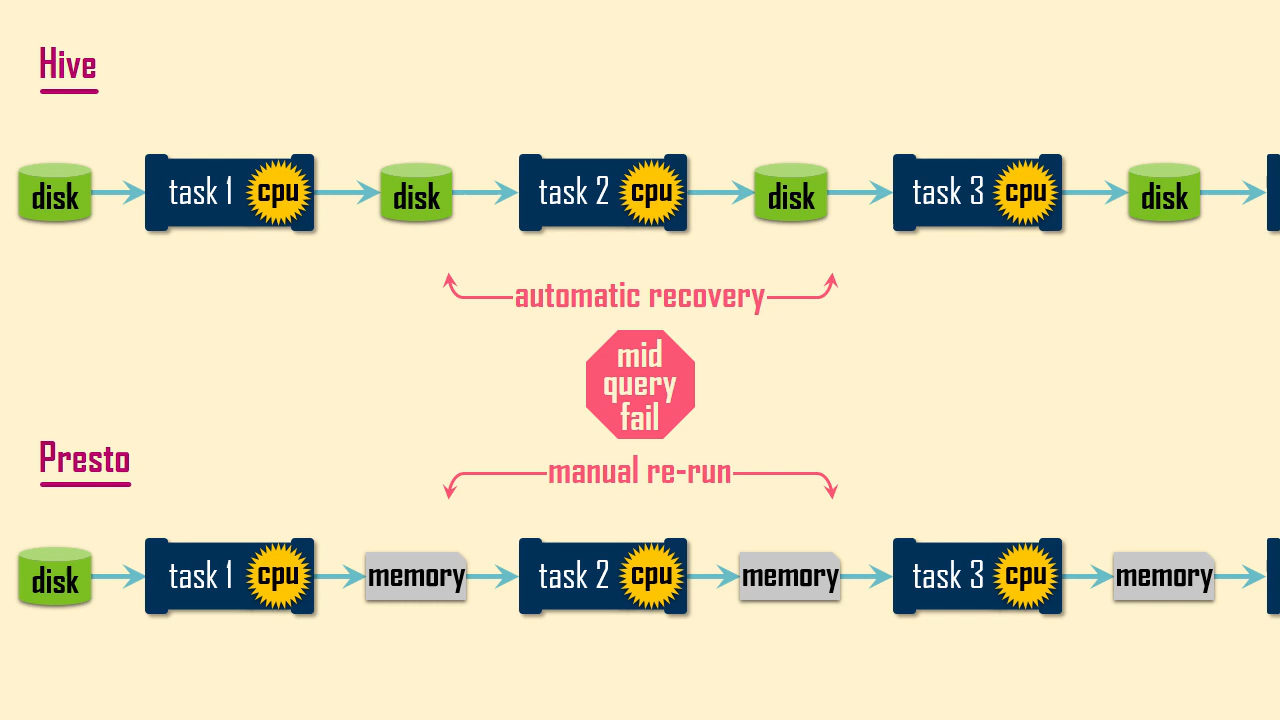 Hive
disk
task 1 cpu
disk
task 2 cpu
disk
task 3 cpu
disk
automatic recovery
mid
query
fail
manual re-run
Presto
disk
task 1 cpu
memory
task 2 cpu
memory
task 3 cpu
memory